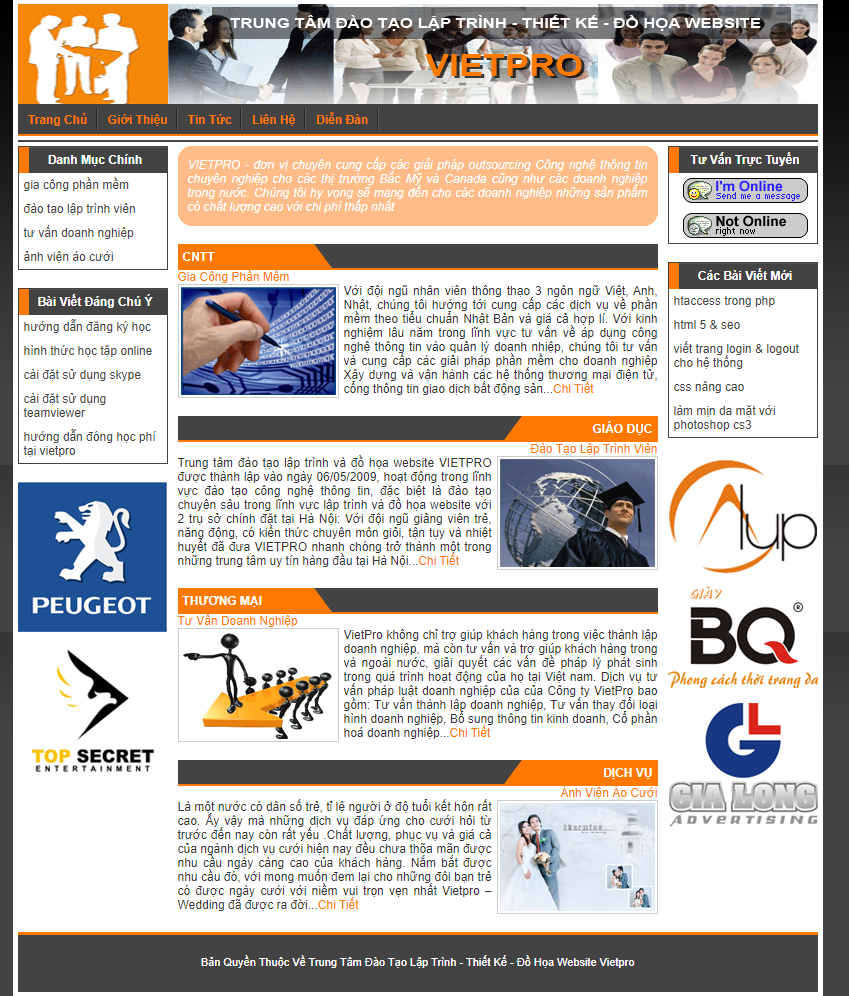 TRUNG TÂM ĐÀO TẠO LẬP TRÌNH - THIẾT KẾ - ĐỒ HỌA WEBSITE
VIETPRO
Trang Chủ
Giới Thiệu
Tin Tức
Liên Hệ
Diễn Đàn
Danh Mục Chính
gia công phần mềm
đào tạo lập trình viên
tư vấn doanh nghiệp
ảnh viện áo cưới
Bài Viết Đáng Chú Ý
hướng dẫn đăng ký học
hình thức học tập online
cài đặt sử dụng skype
cài đặt sử dụng
teamviewer
hướng dẫn đóng học phí
tại vietpro
PEUGEOT
TOP SECRET
ENTERTAINMENT
VIETPRO - đơn vị chuyên cung cấp các giải pháp outsourcing Công nghệ thông tin
chuyên nghiệp cho các thị trường Bắc Mỹ và Canada cũng như các doanh nghiệp
trong nước. Chúng tôi hy vọng sẽ mang đến cho các doanh nghiệp những sản phẩm
có chất lượng cao với chi phí thấp nhất
CNTT
Gia Công Phần Mềm
Với đội ngũ nhân viên thông thạo 3 ngôn ngữ Việt, Anh,
Nhật, chúng tôi hướng tới cung cấp các dịch vụ về phần
mềm theo tiểu chuẩn Nhật Bản và giá cả hợp lí. Với kinh
nghiệm lâu năm trong lĩnh vực tư vấn về áp dụng công
nghệ thông tin vào quản lý doanh nhiệp, chúng tôi tư vấn
và cung cấp các giải pháp phần mềm cho doanh nghiệp
Xây dựng và vận hành các hệ thống thương mại điện tử,
cổng thông tin giao dịch bất động sản...Chi Tiết
GIÁO DỤC
Đào Tạo Lập Trình Viên
Trung tâm đào tạo lập trình và đồ họa website VIETPRO
được thành lập vào ngày 06/05/2009, hoạt động trong lĩnh
vực đào tạo công nghệ thông tin, đặc biệt là đào tạo
chuyên sâu trong lĩnh vực lập trình và đồ họa website với
2 trụ sở chính đặt tại Hà Nội: Với đội ngũ giảng viên trẻ,
năng động, có kiến thức chuyên môn giỏi, tận tụy và nhiệt
huyết đã đưa VIETPRO nhanh chóng trở thành một trong
những trung tâm uy tín hàng đầu tại Hà Nội...Chi Tiết
THƯƠNG MẠI
Tư Vấn Doanh Nghiệp
VietPro không chỉ trợ giúp khách hàng trong việc thành lập
doanh nghiệp, mà còn tư vấn và trợ giúp khách hàng trong
và ngoài nước, giải quyết các vấn đề pháp lý phát sinh
trong quá trình hoạt động của họ tại Việt nam. Dịch vụ tư
vấn pháp luật doanh nghiệp của của Công ty VietPro bao
gồm: Tư vấn thành lập doanh nghiệp, Tư vấn thay đổi loại
hình doanh nghiệp, Bổ sung thông tin kinh doanh, Cổ phần
hoá doanh nghiệp...Chi Tiết
DỊCH VỤ
Ảnh Viện Áo Cưới
Là một nước có dân số trẻ, tỉ lệ người ở độ tuổi kết hôn rất
cao. Ấy vậy mà những dịch vụ đáp ứng cho cưới hỏi từ
trước đến nay còn rất yếu .Chất lượng, phục vụ và giá cả
của ngành dịch vụ cưới hiện nay đều chưa thõa mãn được
nhu cầu ngày càng cao của khách hàng. Nắm bắt được
nhu cầu đó, với mong muốn đem lại cho những đôi bạn trẻ
có được ngày cưới với niềm vui trọn vẹn nhất Vietpro –
Wedding đã được ra đời...Chi Tiết
Tư Vấn Trực Tuyến
I'm Online
Send me a message
Not Online
right now
Các Bài Viết Mới
htaccess trong php
html 5 & seo
viết trang login & logout
cho hệ thống
css nâng cao
làm mịn da mặt với
photoshop cs3
Alyp
GIÀY
BQ®
Phong cách thời trang da
GL
GIA LONG
ADVERTISING
Bản Quyền Thuộc Về Trung Tâm Đào Tạo Lập Trình - Thiết Kế - Đồ Họa Website Vietpro